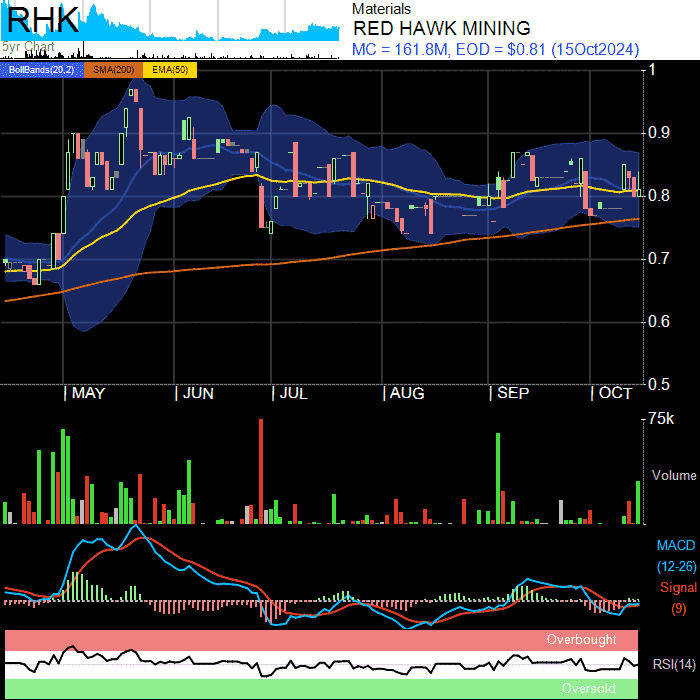 RHK
5yr Chart
Materials
RED HAWK MINING
MC = 161.8M, EOD = $0.81 (15Oct2024)
BollBands(20,2) SMA(200) EMA(50)
1
0.9
0.8
0.7
0.6
0.5
| MAY | JUN | JUL | AUG | SEP | OCT
75k
Volume
MACD
(12-26)
Signal
(9)
Overbought
RSI(14)
Oversold